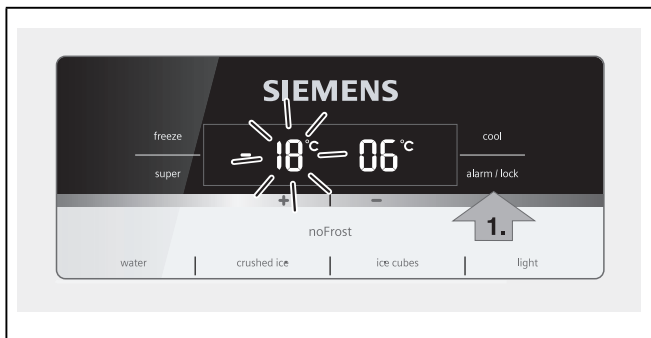 SIEMENS
freeze
super
- 18 °C
06 °C
cool
alarm / lock
+ | -
1.
noFrost
water | crushed ice | ice cubes | light